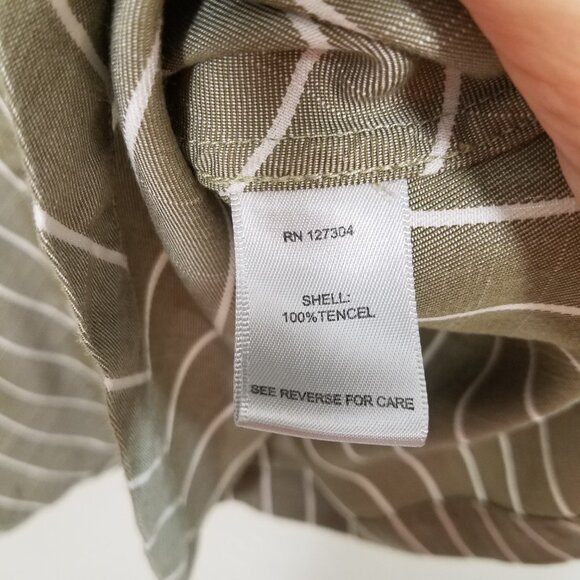 RN 127304
SHELL:
100%TENCEL
SEE REVERSE FOR CARE